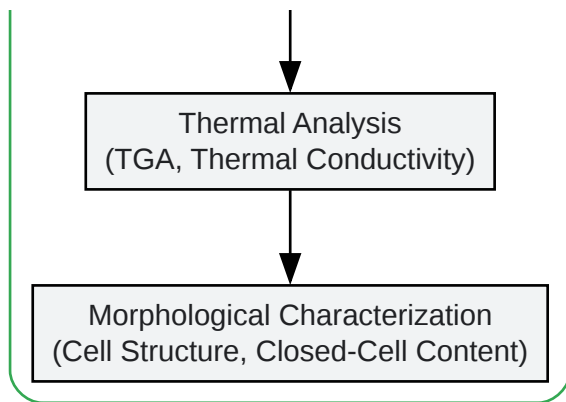 Thermal Analysis
(TGA, Thermal Conductivity)
Morphological Characterization
(Cell Structure, Closed-Cell Content)